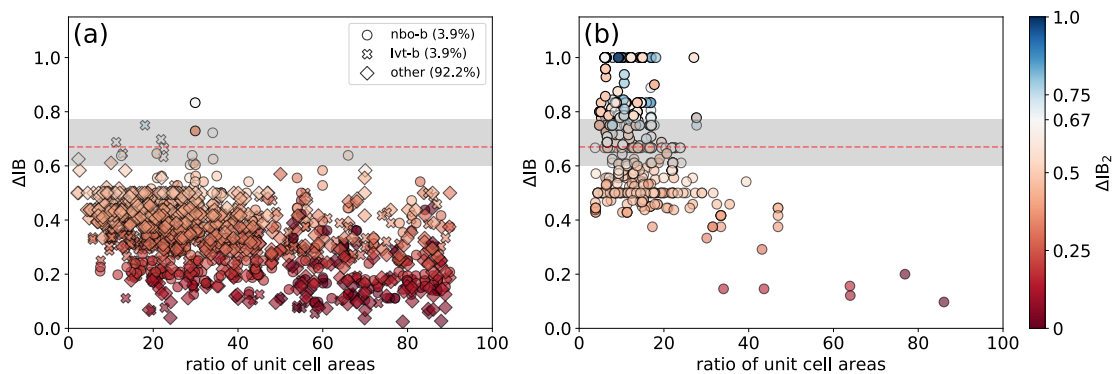 (a)
nbo-b (3.9%)
lvt-b (3.9%)
other (92.2%)
ΔIB
1.0
0.8
0.6
0.4
0.2
0.0
0 20 40 60 80 100
ratio of unit cell areas
(b)
ΔIB
1.0
0.8
0.6
0.4
0.2
0.0
0 20 40 60 80 100
ratio of unit cell areas
1.0
0.75
0.67
0.5
0.25
0
ΔIB₂